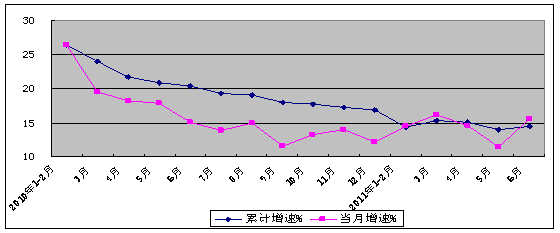 30
25
20
15
10
2010年1-2月
3月
4月
5月
6月
7月
8月
9月
10月
11月
12月
2011年1-2月
3月
4月
5月
6月
累计增速%
当月增速%